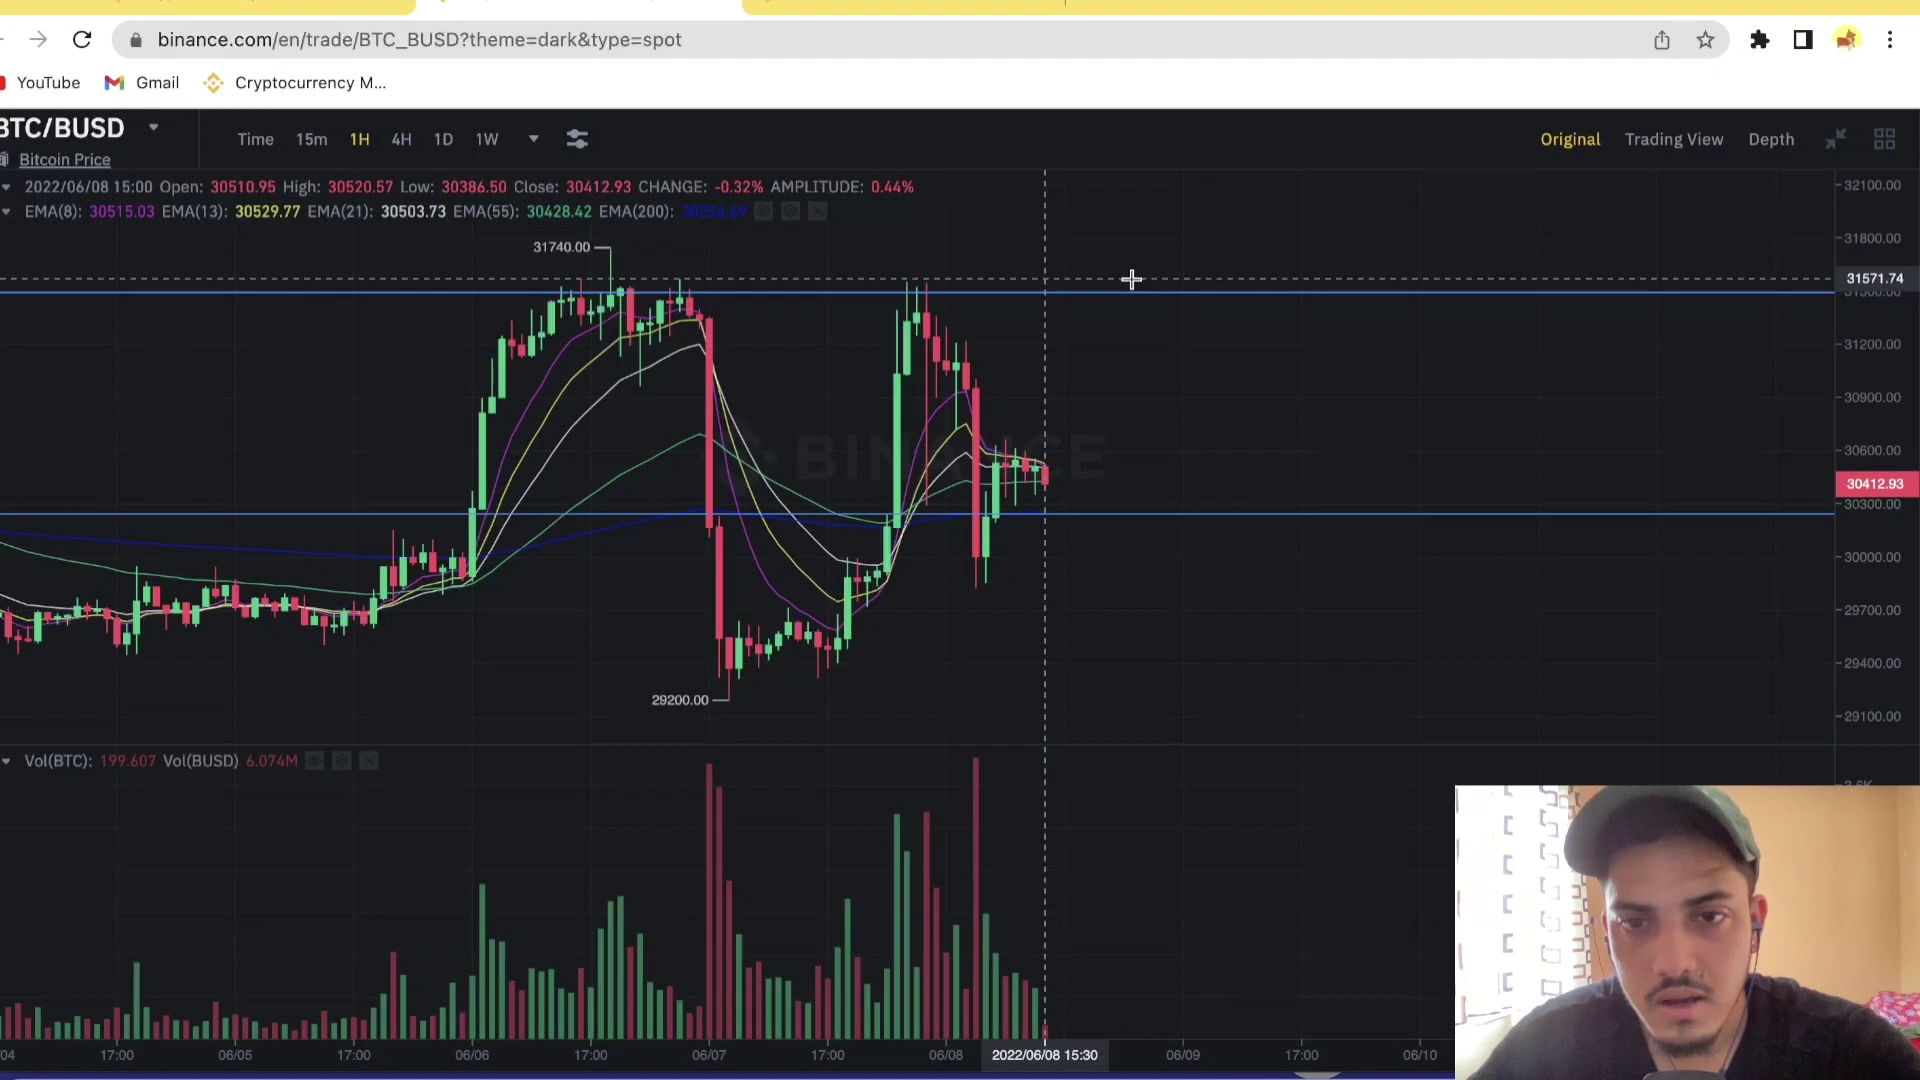 binance.com/en/trade/BTC_BUSD?theme=dark&type=spot
YouTube Gmail Cryptocurrency M...
BTC/BUSD
Bitcoin Price
Time 15m 1H 4H 1D 1W
Original Trading View Depth
2022/06/08 15:00 Open: 30510.95 High: 30520.57 Low: 30386.50 Close: 30412.93 CHANGE: -0.32% AMPLITUDE: 0.44%
EMA(8): 30515.03 EMA(13): 30529.77 EMA(21): 30503.73 EMA(55): 30428.42 EMA(200): 30256.69
32100.00
31800.00
31740.00
31571.74
31500.00
31200.00
30900.00
30600.00
BINANCE
30412.93
30300.00
30000.00
29700.00
29400.00
29200.00
29100.00
Vol(BTC): 199.607 Vol(BUSD) 6.074M
17:00 06/05 17:00 06/06 17:00 06/07 17:00 06/08 2022/06/08 15:30 06/09 17:00 06/10